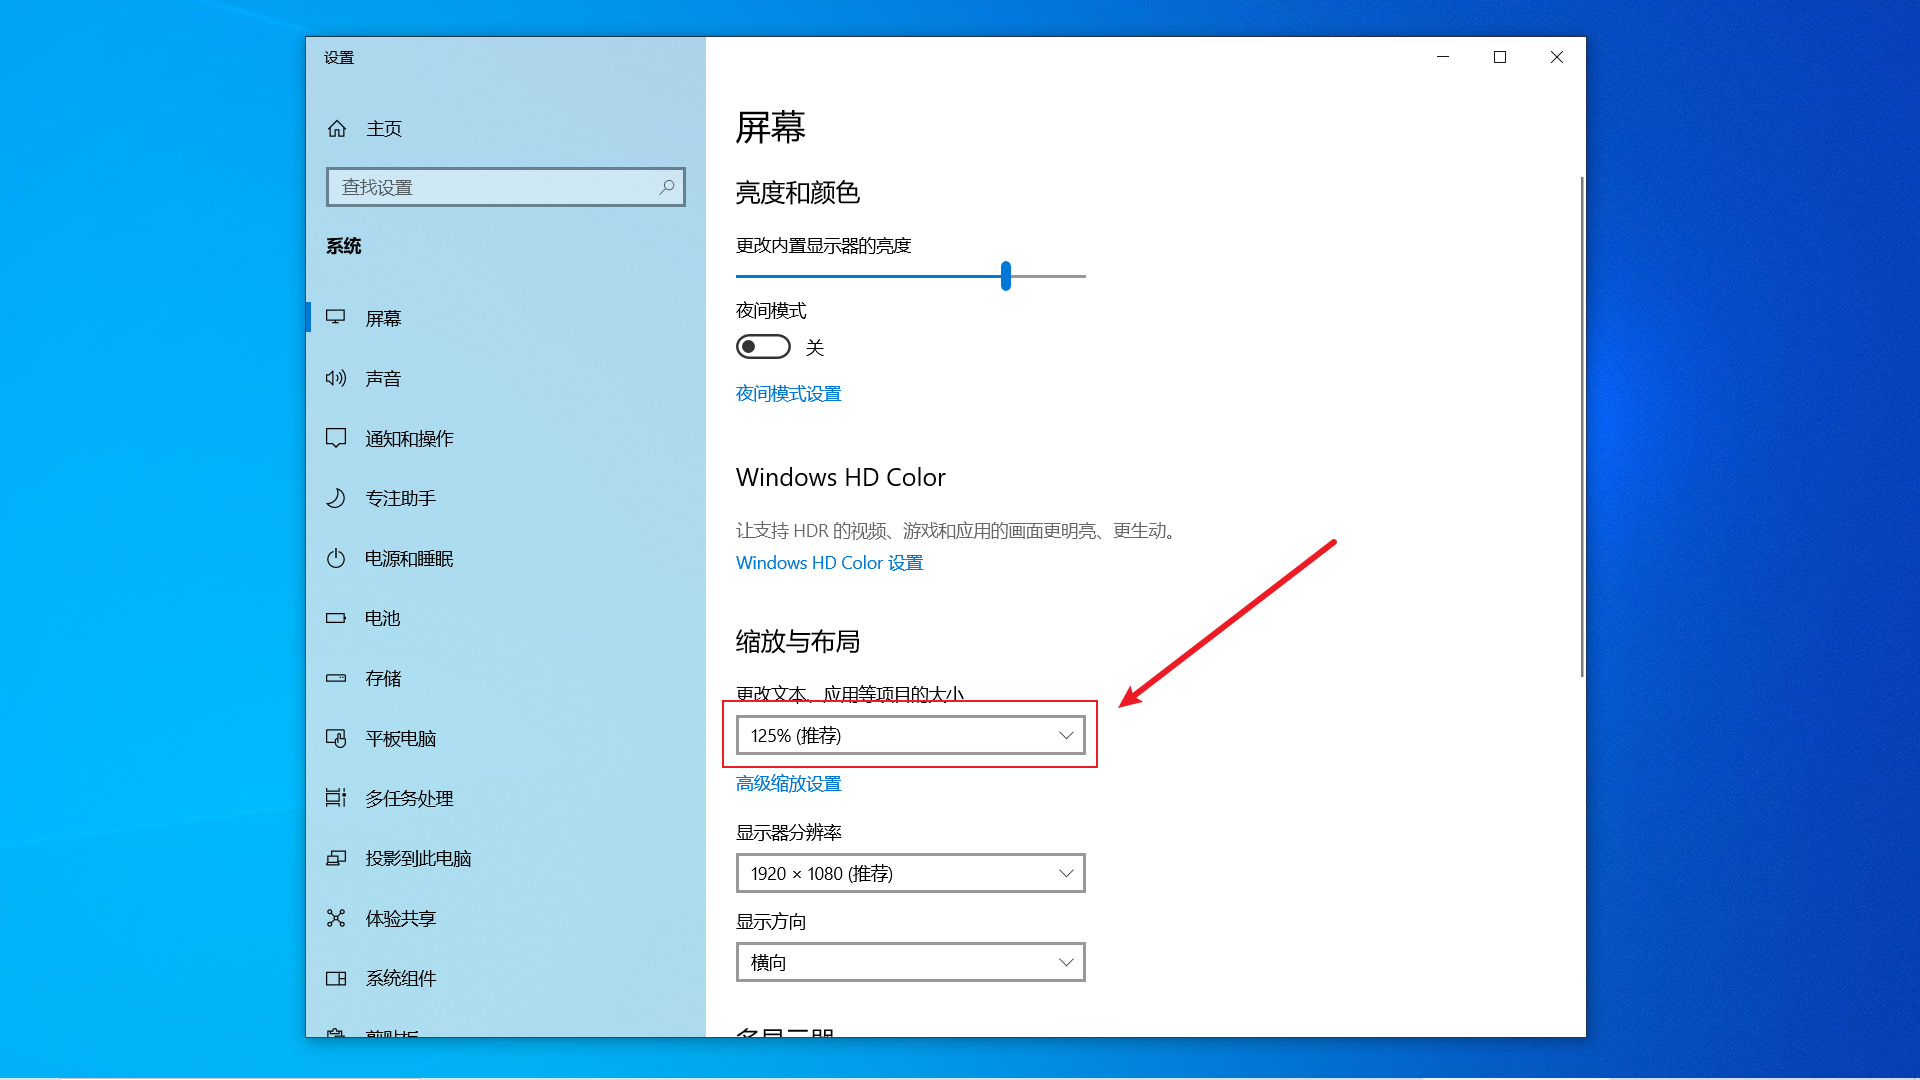 设置
主页
查找设置
系统
屏幕
声音
通知和操作
专注助手
电源和睡眠
电池
存储
平板电脑
多任务处理
投影到此电脑
体验共享
系统组件
剪贴板
屏幕
亮度和颜色
更改内置显示器的亮度
夜间模式
关
夜间模式设置
Windows HD Color
让支持 HDR 的视频、游戏和应用的画面更明亮、更生动。
Windows HD Color 设置
缩放与布局
更改文本、应用等项目的大小
125% (推荐)
高级缩放设置
显示器分辨率
1920 × 1080 (推荐)
显示方向
横向
多显示器